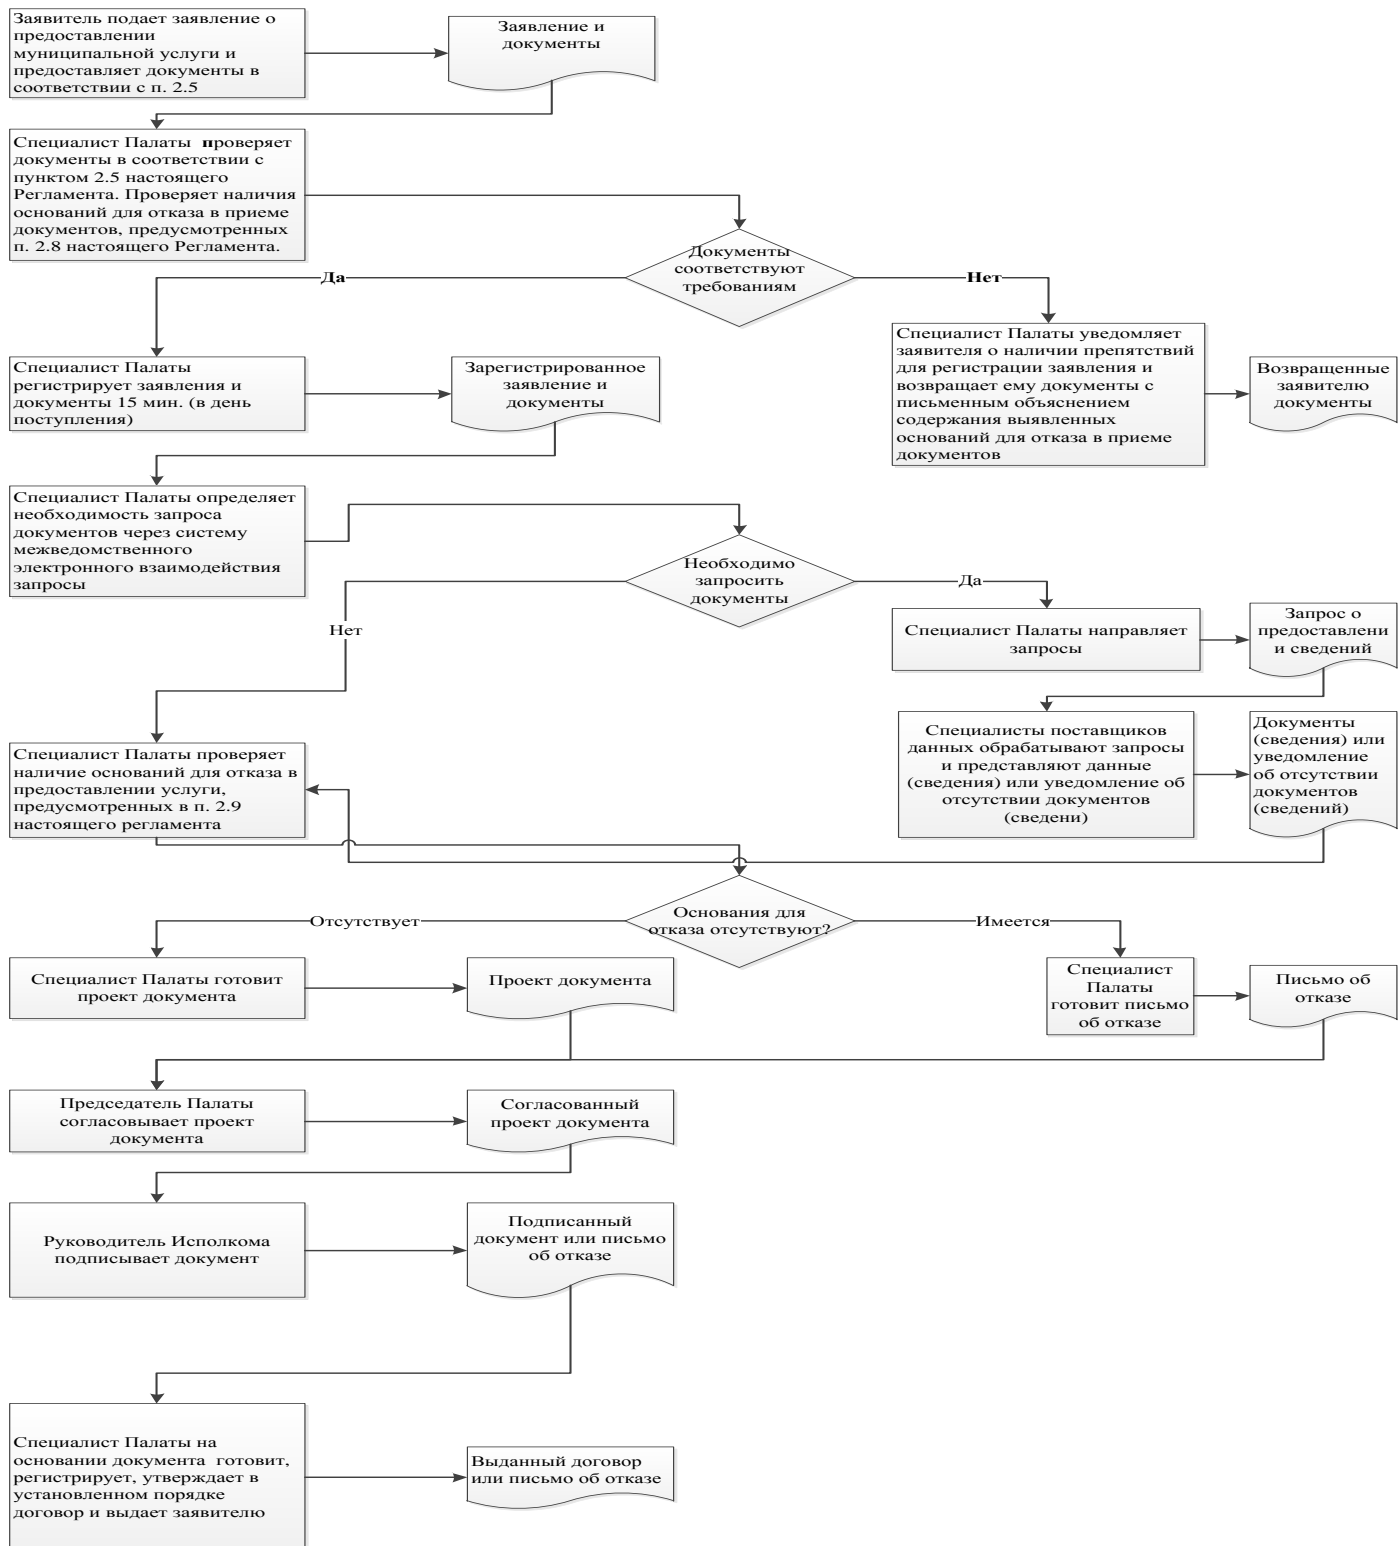 Заявитель подает заявление о
предоставлении
муниципальной услуги и
предоставляет документы в
соответствии с п. 2.5
Заявление и
документы
Специалист Палаты  проверяет
документы в соответствии с
пунктом 2.5 настоящего
Регламента. Проверяет наличия
оснований для отказа в приеме
документов, предусмотренных
п. 2.8 настоящего Регламента.
Документы
соответствуют
требованиям
Да
Нет
Специалист Палаты
регистрирует заявления и
документы 15 мин. (в день
поступления)
Зарегистрированное
заявление и
документы
Специалист Палаты уведомляет
заявителя о наличии препятствий
для регистрации заявления и
возвращает ему документы с
письменным объяснением
содержания выявленных
оснований для отказа в приеме
документов
Возвращенные
заявителю
документы
Специалист Палаты определяет
необходимость запроса
документов через систему
межведомственного
электронного взаимодействия
запросы
Необходимо
запросить
документы
Да
Нет
Специалист Палаты направляет
запросы
Запрос о
предоставлени
и сведений
Специалисты поставщиков
данных обрабатывают запросы
и представляют данные
(сведения) или уведомление об
отсутствии документов
(сведени)
Документы
(сведения) или
уведомление
об отсутствии
документов
(сведений)
Специалист Палаты проверяет
наличие оснований для отказа в
предоставлении услуги,
предусмотренных в п. 2.9
настоящего регламента
Основания для
отказа отсутствуют?
Отсутствует
Имеется
Специалист Палаты готовит
проект документа
Проект документа
Специалист
Палаты
готовит письмо
об отказе
Письмо об
отказе
Председатель Палаты
согласовывает проект
документа
Согласованный
проект документа
Руководитель Исполкома
подписывает документ
Подписанный
документ или письмо
об отказе
Специалист Палаты на
основании документа  готовит,
регистрирует, утверждает в
установленном порядке
договор и выдает заявителю
Выданный договор
или письмо об отказе